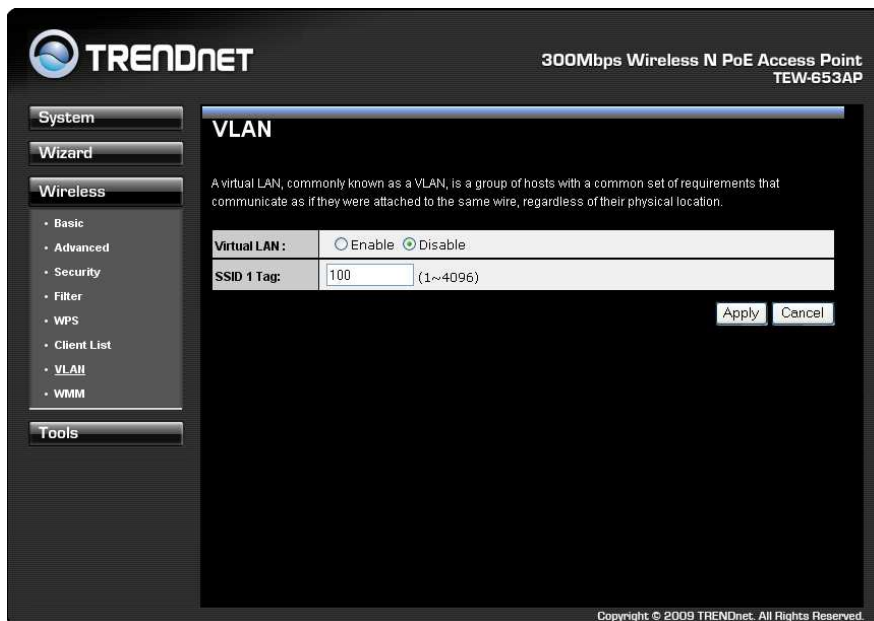 TRENDNET
300Mbps Wireless N PoE Access Point
TEW-653AP
System
Wizard
Wireless
• Basic
• Advanced
• Security
• Filter
• WPS
• Client List
• VLAN
• WMM
Tools
VLAN
A virtual LAN, commonly known as a VLAN, is a group of hosts with a common set of requirements that
communicate as if they were attached to the same wire, regardless of their physical location.
Virtual LAN : Enable Disable
SSID 1 Tag: 100 (1~4096)
Apply Cancel
Copyright © 2009 TRENDnet. All Rights Reserved.